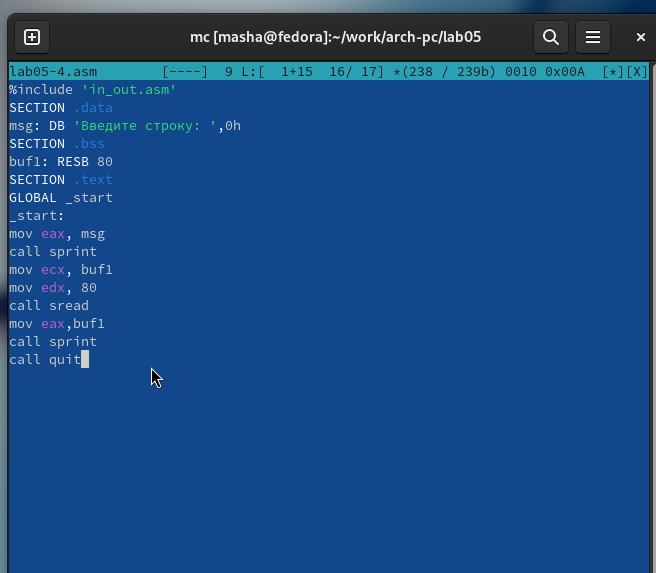 mc [masha@fedora]:~/work/arch-pc/lab05
lab05-4.asm [----] 9 L:[ 1+15 16/ 17] *(238 / 239b) 0010 0x00A [*][X]
%include 'in_out.asm'
SECTION .data
msg: DB 'Введите строку: ',0h
SECTION .bss
buf1: RESB 80
SECTION .text
GLOBAL _start
_start:
mov eax, msg
call sprint
mov ecx, buf1
mov edx, 80
call sread
mov eax,buf1
call sprint
call quit